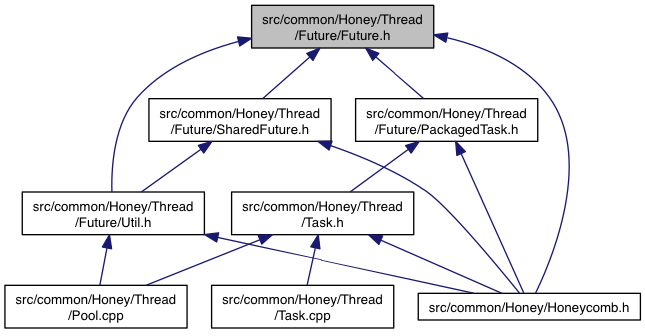 src/common/Honey/Thread
/Future/Future.h
src/common/Honey/Thread
/Future/SharedFuture.h
src/common/Honey/Thread
/Future/PackagedTask.h
src/common/Honey/Thread
/Future/Util.h
src/common/Honey/Thread
/Task.h
src/common/Honey/Thread
/Pool.cpp
src/common/Honey/Thread
/Task.cpp
src/common/Honey/Honeycomb.h